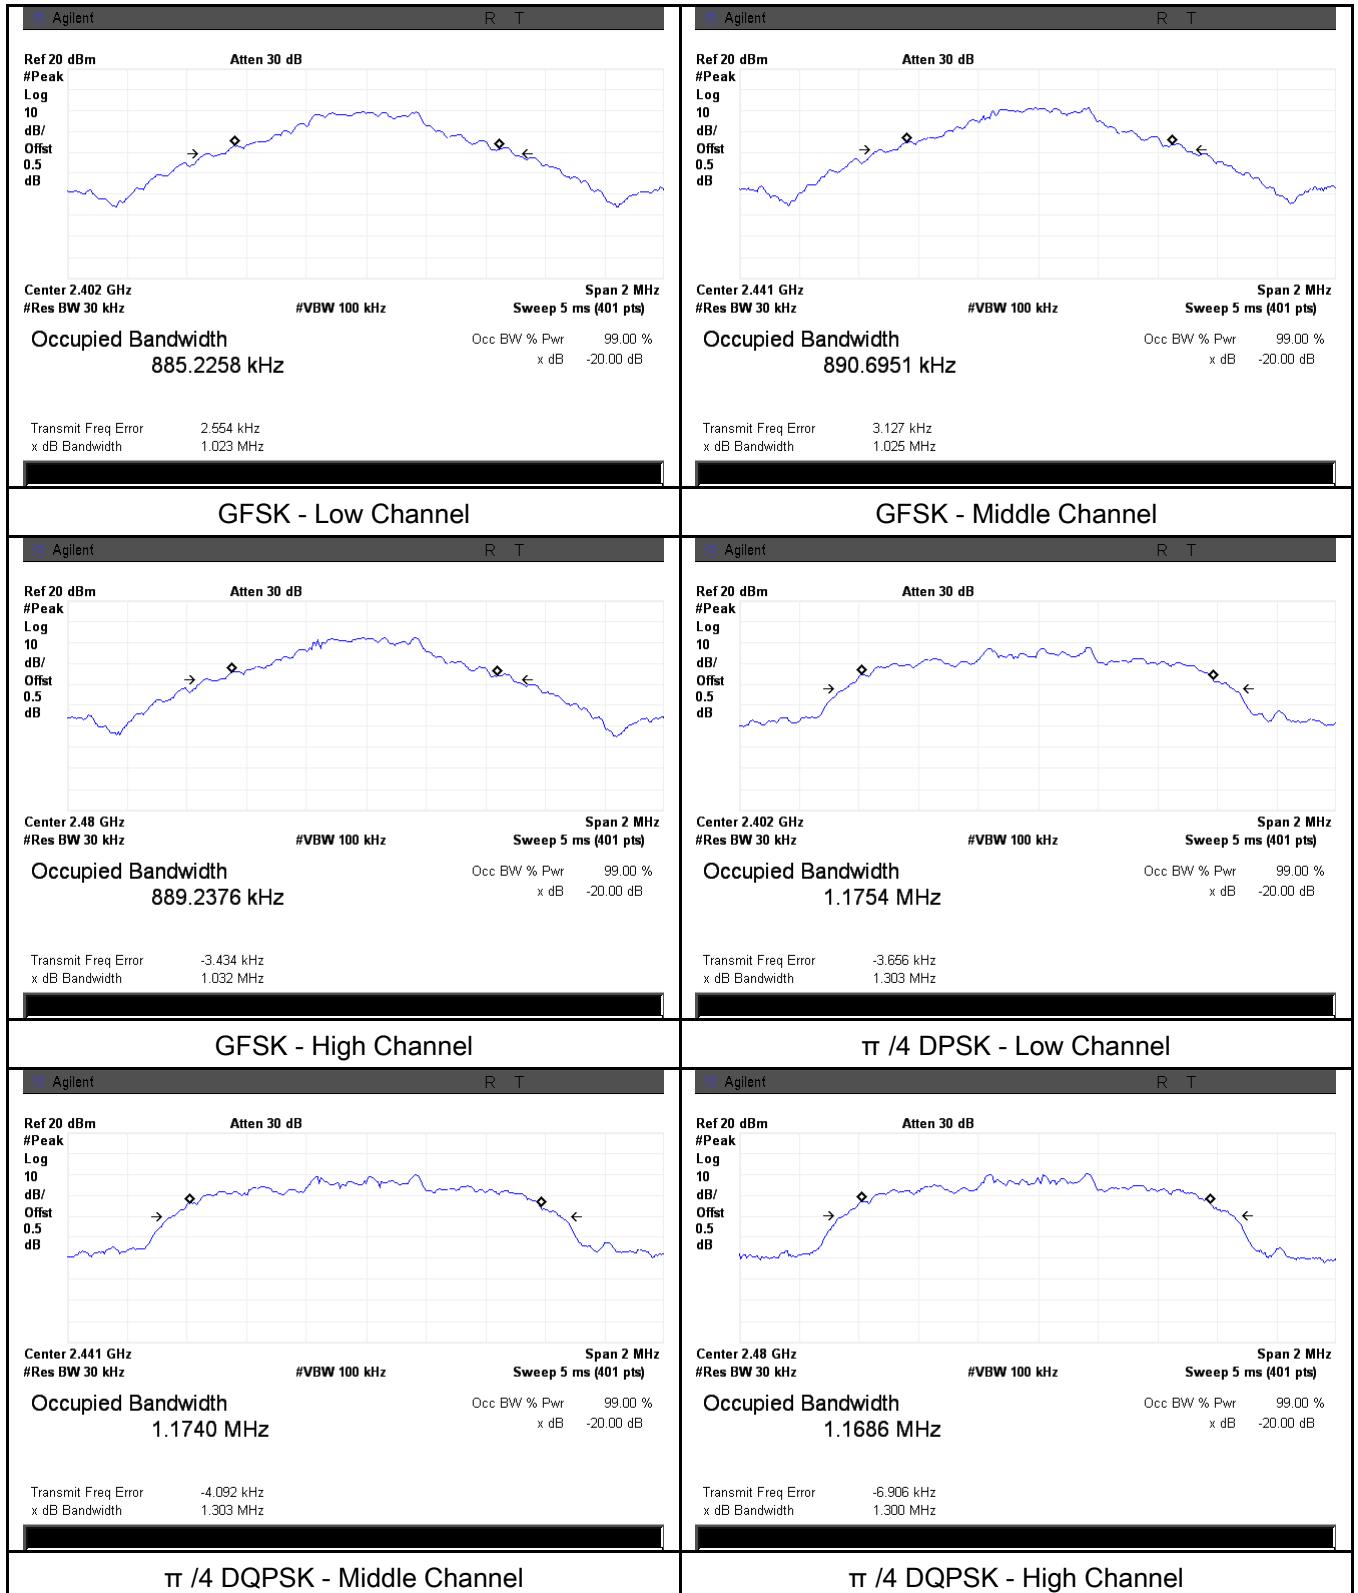 Agilent R T
Ref 20 dBm Atten 30 dB
#Peak
Log
10
dB/
Offst
0.5
dB
Center 2.402 GHz Span 2 MHz
#Res BW 30 kHz #VBW 100 kHz Sweep 5 ms (401 pts)
Occupied Bandwidth Occ BW % Pwr 99.00 %
885.2258 kHz x dB -20.00 dB
Transmit Freq Error 2.554 kHz
x dB Bandwidth 1.023 MHz
GFSK - Low Channel
Agilent R T
Ref 20 dBm Atten 30 dB
#Peak
Log
10
dB/
Offst
0.5
dB
Center 2.441 GHz Span 2 MHz
#Res BW 30 kHz #VBW 100 kHz Sweep 5 ms (401 pts)
Occupied Bandwidth Occ BW % Pwr 99.00 %
890.6951 kHz x dB -20.00 dB
Transmit Freq Error 3.127 kHz
x dB Bandwidth 1.025 MHz
GFSK - Middle Channel
Agilent R T
Ref 20 dBm Atten 30 dB
#Peak
Log
10
dB/
Offst
0.5
dB
Center 2.48 GHz Span 2 MHz
#Res BW 30 kHz #VBW 100 kHz Sweep 5 ms (401 pts)
Occupied Bandwidth Occ BW % Pwr 99.00 %
889.2376 kHz x dB -20.00 dB
Transmit Freq Error -3.434 kHz
x dB Bandwidth 1.032 MHz
GFSK - High Channel
Agilent R T
Ref 20 dBm Atten 30 dB
#Peak
Log
10
dB/
Offst
0.5
dB
Center 2.402 GHz Span 2 MHz
#Res BW 30 kHz #VBW 100 kHz Sweep 5 ms (401 pts)
Occupied Bandwidth Occ BW % Pwr 99.00 %
1.1754 MHz x dB -20.00 dB
Transmit Freq Error -3.656 kHz
x dB Bandwidth 1.303 MHz
π /4 DPSK - Low Channel
Agilent R T
Ref 20 dBm Atten 30 dB
#Peak
Log
10
dB/
Offst
0.5
dB
Center 2.441 GHz Span 2 MHz
#Res BW 30 kHz #VBW 100 kHz Sweep 5 ms (401 pts)
Occupied Bandwidth Occ BW % Pwr 99.00 %
1.1740 MHz x dB -20.00 dB
Transmit Freq Error -4.092 kHz
x dB Bandwidth 1.303 MHz
π /4 DQPSK - Middle Channel
Agilent R T
Ref 20 dBm Atten 30 dB
#Peak
Log
10
dB/
Offst
0.5
dB
Center 2.48 GHz Span 2 MHz
#Res BW 30 kHz #VBW 100 kHz Sweep 5 ms (401 pts)
Occupied Bandwidth Occ BW % Pwr 99.00 %
1.1686 MHz x dB -20.00 dB
Transmit Freq Error -6.906 kHz
x dB Bandwidth 1.300 MHz
π /4 DQPSK - High Channel